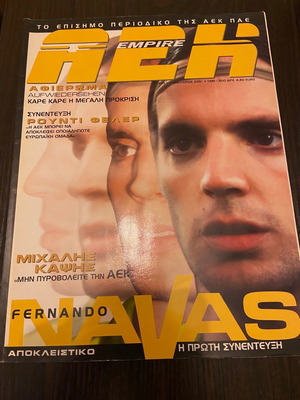 ΤΟ ΕΠΙΣΗΜΟ ΠΕΡΙΟΔΙΚΟ ΤΗΣ ΑΕΚ ΠΑΕ
ΑΕΚ
EMPIRE
ΑΦΙΕΡΩΜΑ
AUFWIEDERSEHEN
ΚΑΡΕ ΚΑΡΕ Η ΜΕΓΑΛΗ ΠΡΟΚΡΙΣΗ
ΣΥΝΕΝΤΕΥΞΗ
ΡΟΥΝΤΙ ΦΕΛΕΡ
«Η ΑΕΚ ΜΠΟΡΕΙ ΝΑ
ΑΠΟΚΛΕΙΣΕΙ ΟΠΟΙΑΔΗΠΟΤΕ
ΕΥΡΩΠΑΪΚΗ ΟΜΑΔΑ»
ΜΙΧΑΛΗΣ
ΚΑΨΗΣ
«ΜΗΝ ΠΥΡΟΒΟΛΕΙΤΕ ΤΗΝ ΑΕΚ»
FERNANDO
NAVAS
ΑΠΟΚΛΕΙΣΤΙΚΟ
Η ΠΡΩΤΗ ΣΥΝΕΝΤΕΥΞΗ